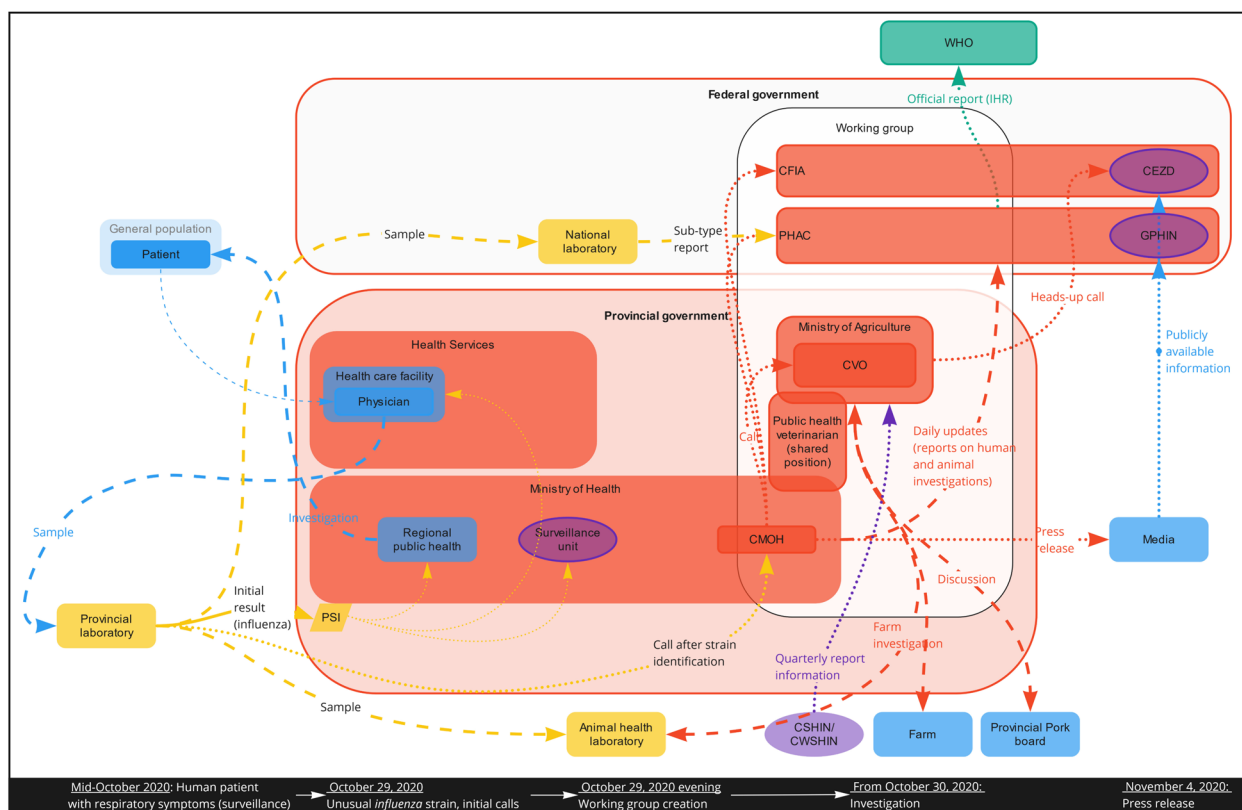 WHO
Federal government
Official report (IHR)
Working group
CFIA
CEZD
General population
Patient
Sample
National
laboratory
Sub-type
report
PHAC
GPHIN
Heads-up call
Provincial government
Ministry of Agriculture
CVO
Health Services
Health care facility
Physician
Publicly
available
information
Public health
veterinarian
(shared
position)
Call
Daily updates
(reports on human
and animal
investigations)
Ministry of Health
Sample
Investigation
Regional
public health
Surveillance
unit
CMOH
Press
release
Media
Discussion
Initial
result
(influenza)
Provincial
laboratory
PSI
Call after strain
identification
Farm
investigation
Quarterly report
information
Sample
Animal health
laboratory
CSHIN/
CWSHIN
Farm
Provincial Pork
board
Mid-October 2020: Human patient
with respiratory symptoms (surveillance)
October 29, 2020
Unusual influenza strain, initial calls
October 29, 2020 evening
Working group creation
From October 30, 2020:
Investigation
November 4, 2020:
Press release